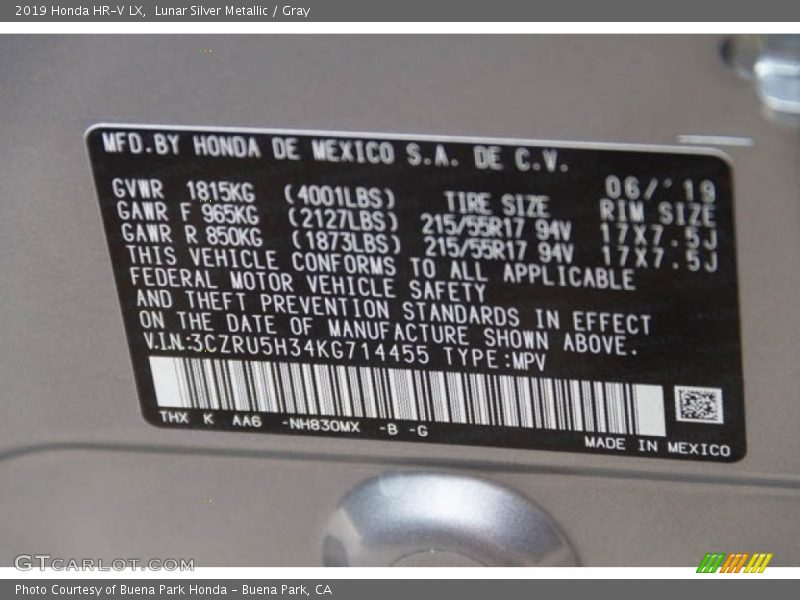 2019 Honda HR-V LX, Lunar Silver Metallic / Gray
MFD.BY HONDA DE MEXICO S.A. DE C.V.
06/'19
GVWR 1815KG (4001LBS) TIRE SIZE RIM SIZE
GAWR F 965KG (2127LBS) 215/55R17 94V 17X7.5J
GAWR R 850KG (1873LBS) 215/55R17 94V 17X7.5J
THIS VEHICLE CONFORMS TO ALL APPLICABLE
FEDERAL MOTOR VEHICLE SAFETY
AND THEFT PREVENTION STANDARDS IN EFFECT
ON THE DATE OF MANUFACTURE SHOWN ABOVE.
V.I.N:3CZRU5H34KG714455 TYPE:MPV
THX K AA6 -NH830MX -B -G
MADE IN MEXICO
GTCARLOT.COM
Photo Courtesy of Buena Park Honda - Buena Park, CA